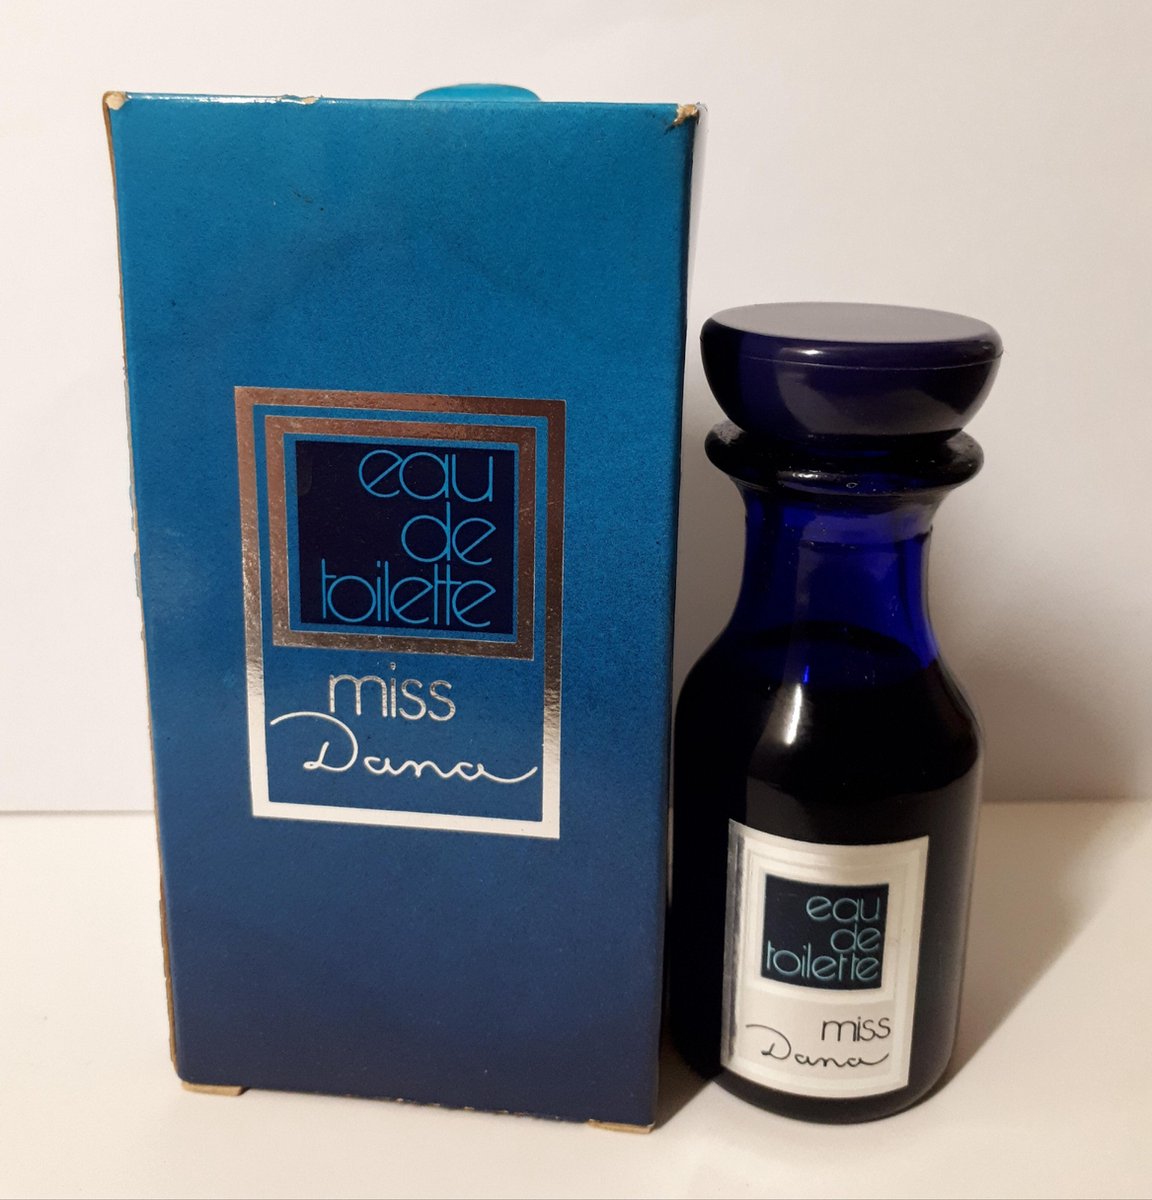 eau
de
toilette
miss
Dana
eau
de
toilette
miss
Dana